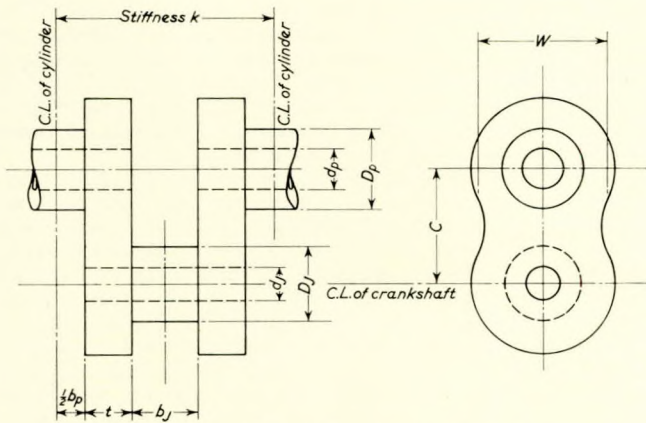 Stiffness k
C.L. of cylinder
C.L. of cylinder
W
dp
Dp
C
dJ
DJ
C.L. of crankshaft
½bp
t
bJ